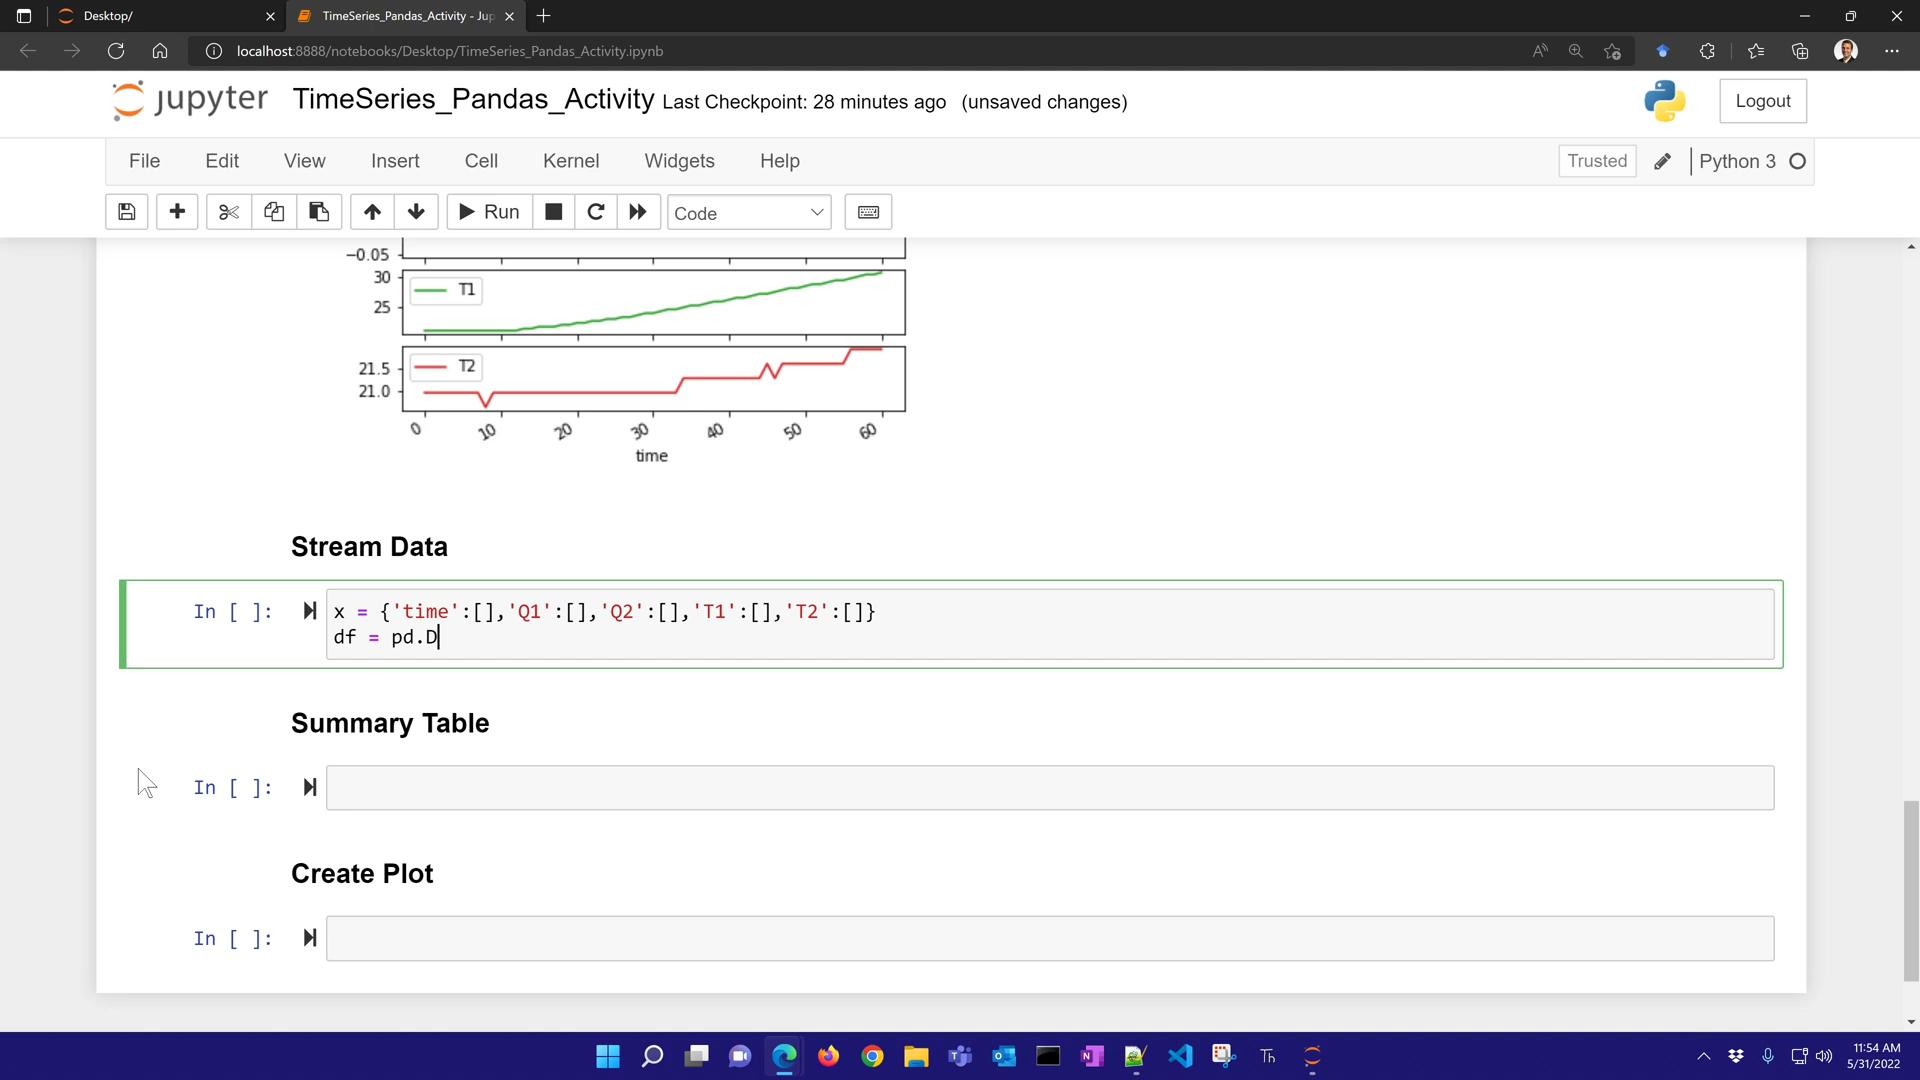 Desktop/
TimeSeries_Pandas_Activity - Jup
localhost:8888/notebooks/Desktop/TimeSeries_Pandas_Activity.ipynb
jupyter TimeSeries_Pandas_Activity Last Checkpoint: 28 minutes ago (unsaved changes)
Logout
File Edit View Insert Cell Kernel Widgets Help
Trusted
Python 3
Run
Code
−0.05
30
25
T1
21.5
21.0
T2
0 10 20 30 40 50 60
time
Stream Data
In [ ]:
x = {'time':[],'Q1':[],'Q2':[],'T1':[],'T2':[]}
df = pd.D
Summary Table
In [ ]:
Create Plot
In [ ]:
Th
11:54 AM
5/31/2022